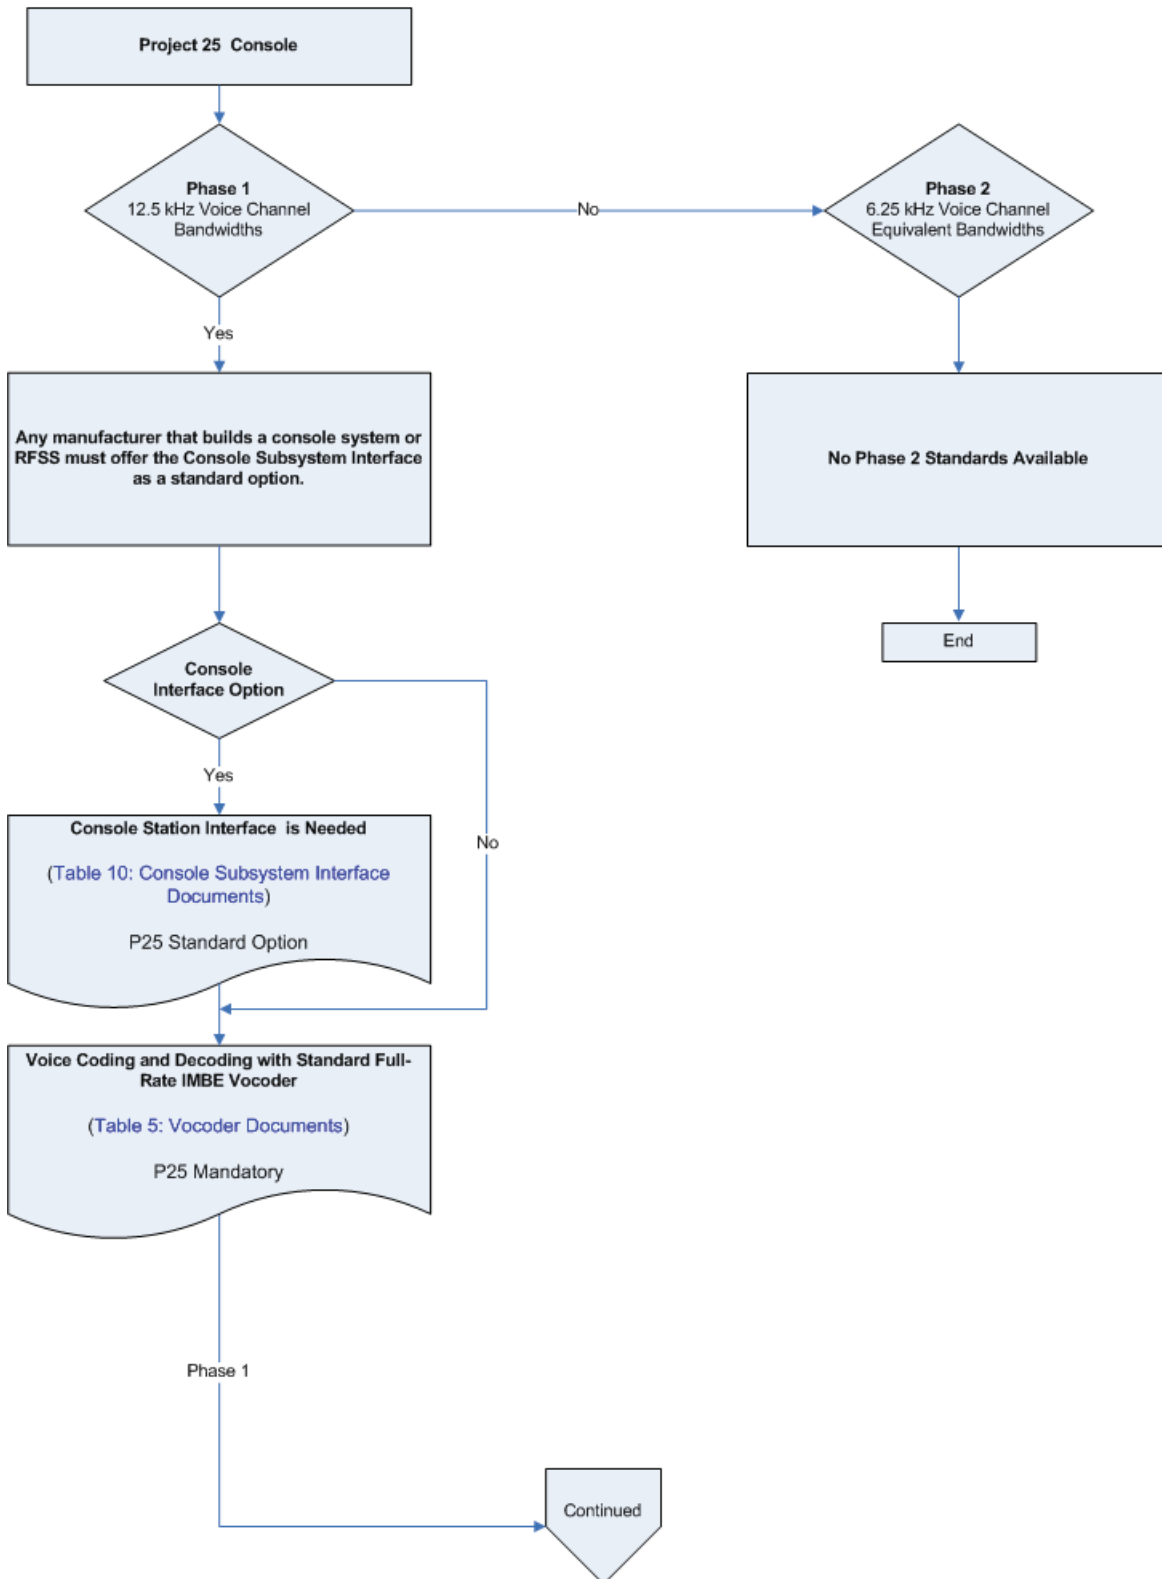 Project 25 Console
Phase 1
12.5 kHz Voice Channel
Bandwidths
No
Phase 2
6.25 kHz Voice Channel
Equivalent Bandwidths
Yes
Any manufacturer that builds a console system or
RFSS must offer the Console Subsystem Interface
as a standard option.
No Phase 2 Standards Available
End
Console
Interface Option
Yes
No
Console Station Interface is Needed
(Table 10: Console Subsystem Interface
Documents)
P25 Standard Option
Voice Coding and Decoding with Standard Full-
Rate IMBE Vocoder
(Table 5: Vocoder Documents)
P25 Mandatory
Phase 1
Continued